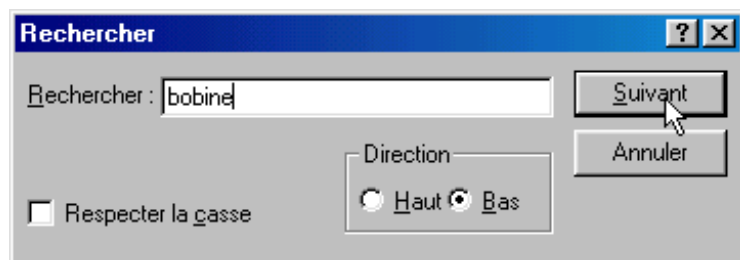 Rechercher
Rechercher : bobine
Suivant
Direction
Annuler
Haut Bas
Respecter la casse